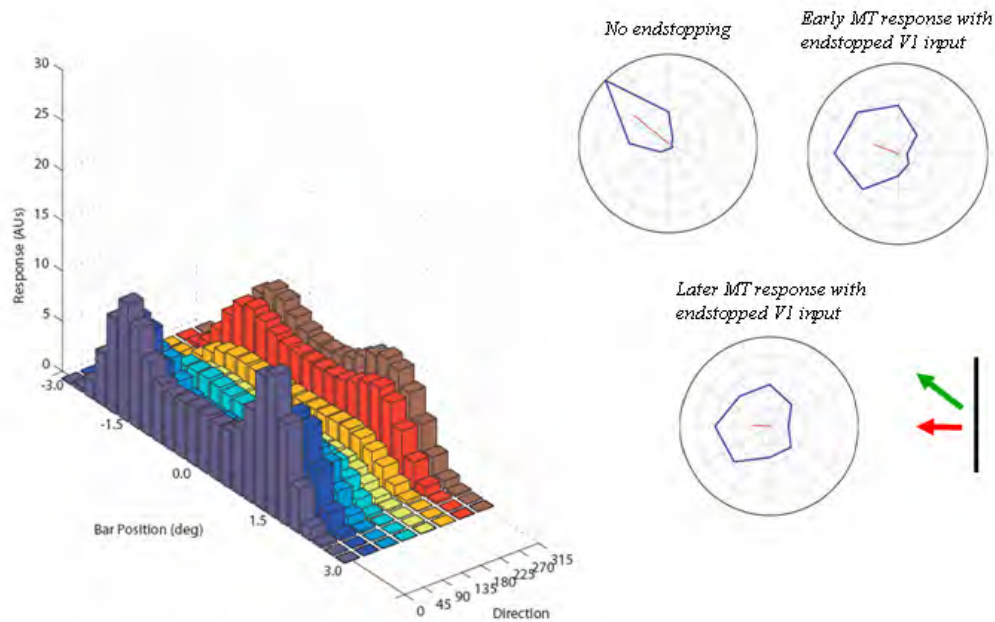 No endstopping
Early MT response with
endstopped V1 input
30
25
20
15
10
5
0
Response (AUs)
-3.0
-1.5
0.0
1.5
3.0
Bar Position (deg)
0
45
90
135
180
225
270
315
Direction
Later MT response with
endstopped V1 input